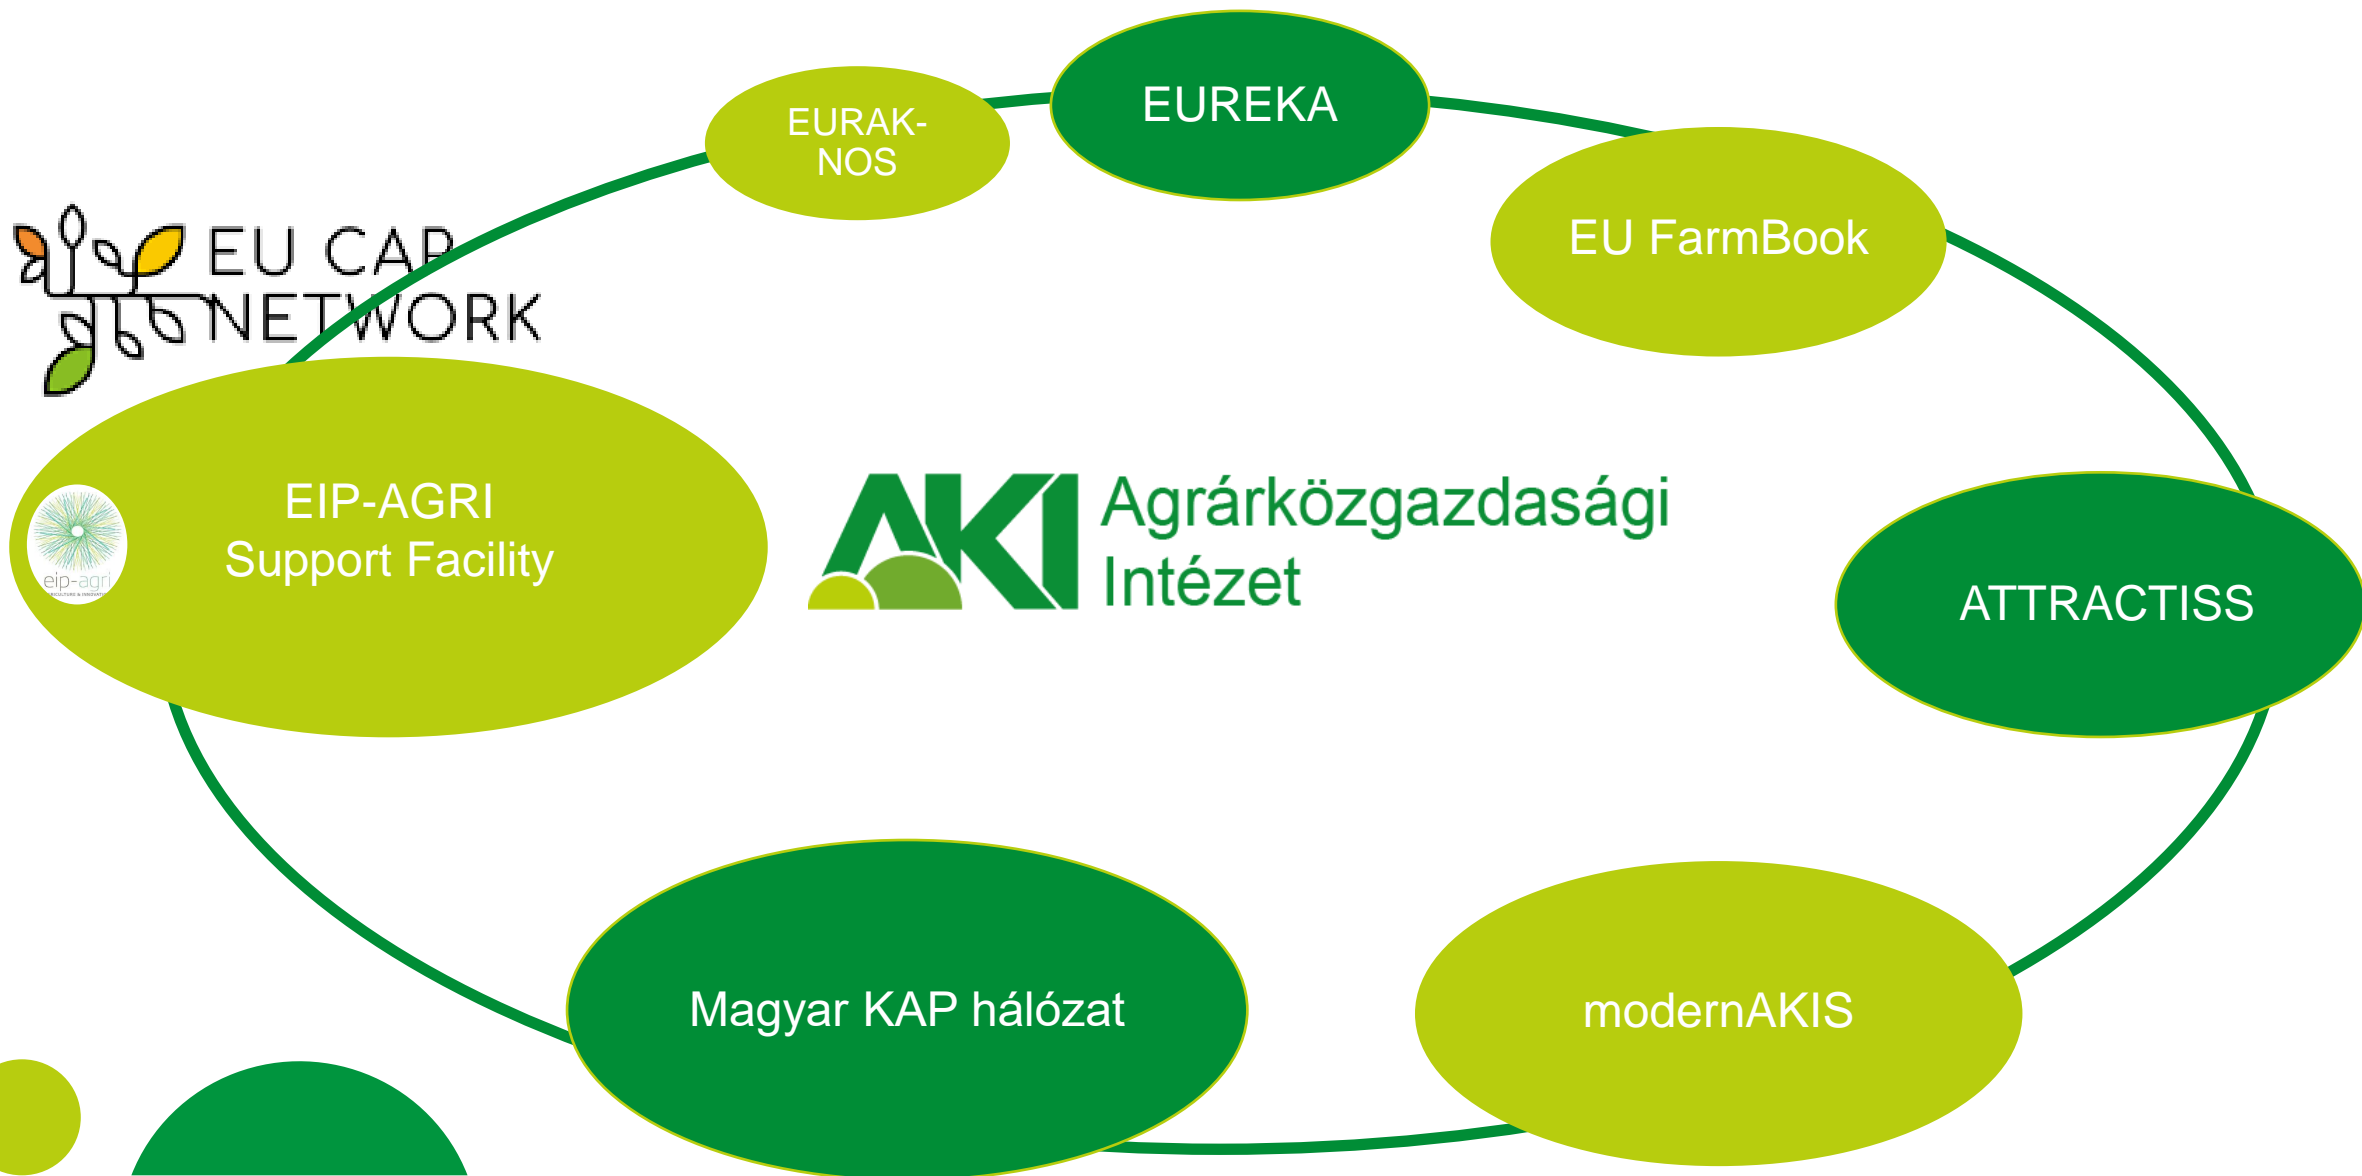 EURAK-
NOS
EUREKA
EU FarmBook
EU CAP
NETWORK
EIP-AGRI
Support Facility
eip-agri
AKI Agrárközgazdasági
Intézet
ATTRACTISS
Magyar KAP hálózat
modernAKIS